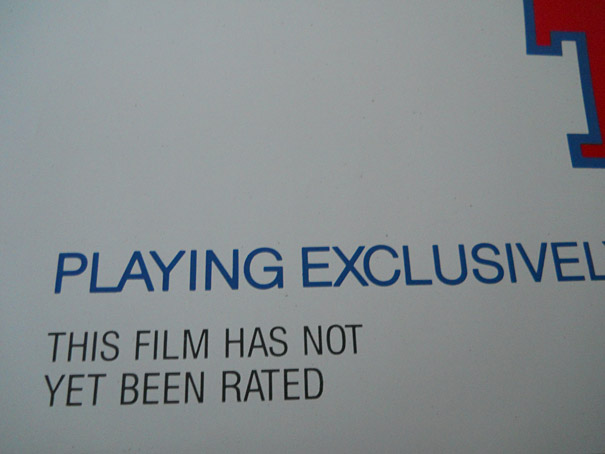 PLAYING EXCLUSIVEL
THIS FILM HAS NOT
YET BEEN RATED